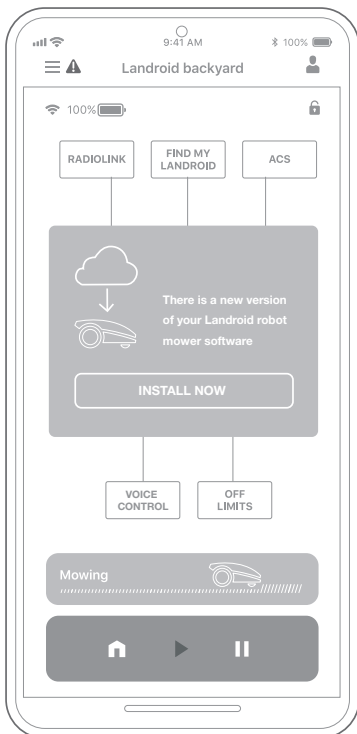 9:41 AM
100%
Landroid backyard
100%
RADIOLINK
FIND MY
LANDROID
ACS
There is a new version
of your Landroid robot
mower software
INSTALL NOW
VOICE
CONTROL
OFF
LIMITS
Mowing